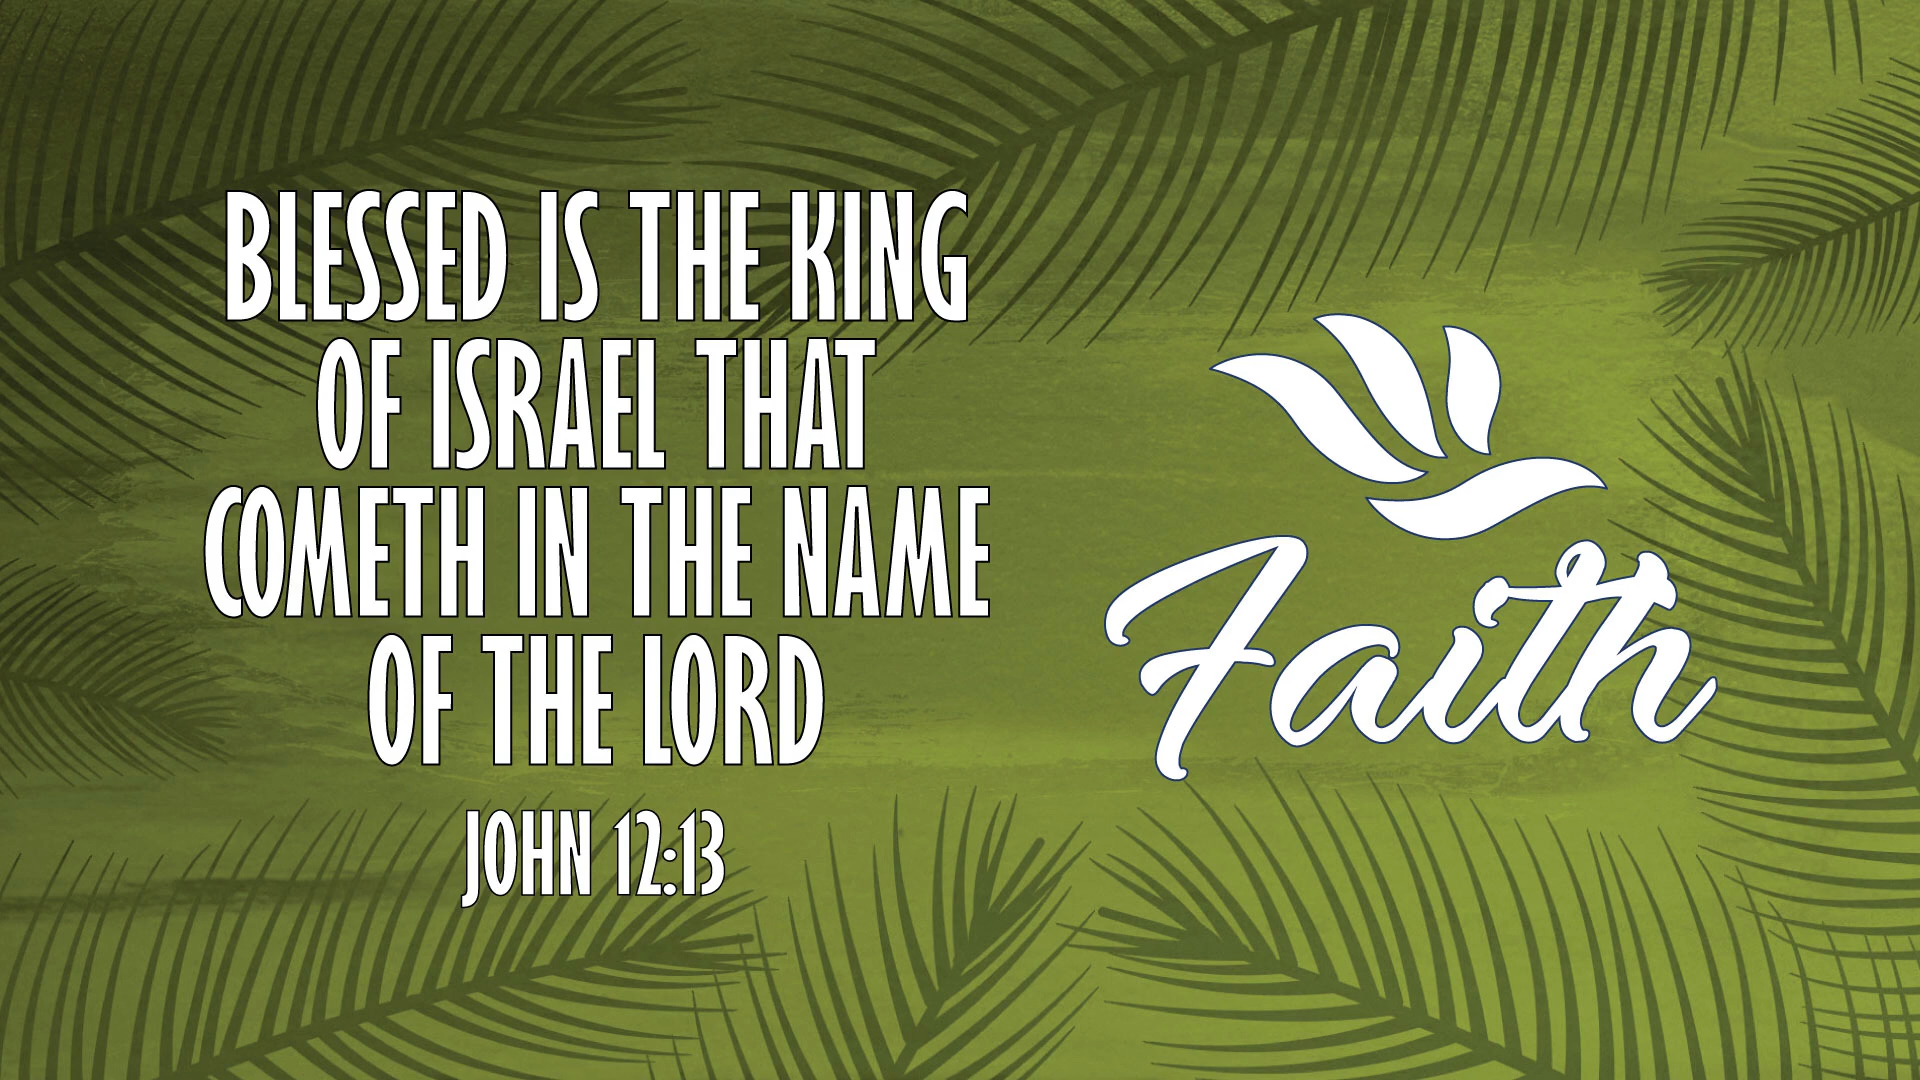 BLESSED IS THE KING
OF ISRAEL THAT
COMETH IN THE NAME
OF THE LORD
JOHN 12:13
Faith